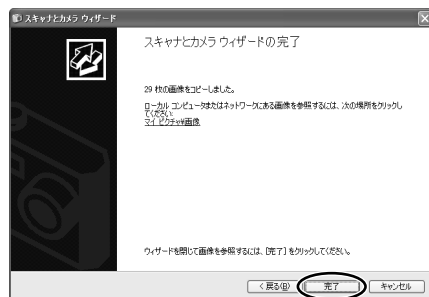 スキャナとカメラ ウィザード
スキャナとカメラ ウィザードの完了
29 枚の画像をコピーしました。
ローカル コンピュータまたはネットワークにある画像を参照するには、次の場所をクリックし
てください:
マイ ピクチャ¥画像
ウィザードを閉じて画像を参照するには、[完了] をクリックしてください。
< 戻る(B) 完了 キャンセル